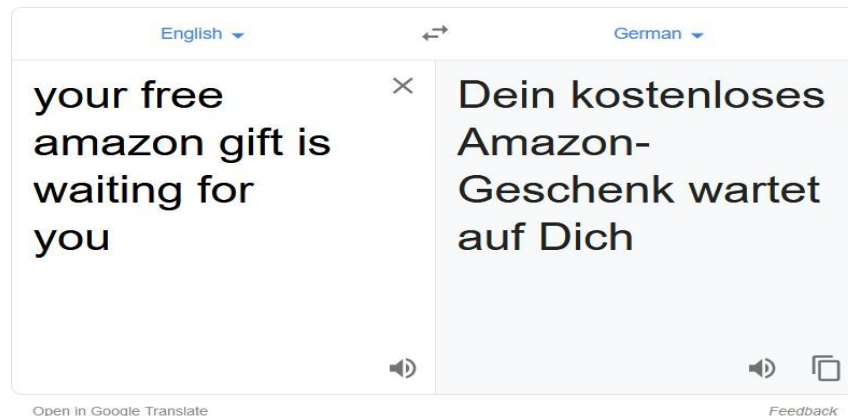 English
German
your free
amazon gift is
waiting for
you
Dein kostenloses
Amazon-
Geschenk wartet
auf Dich
Open in Google Translate
Feedback